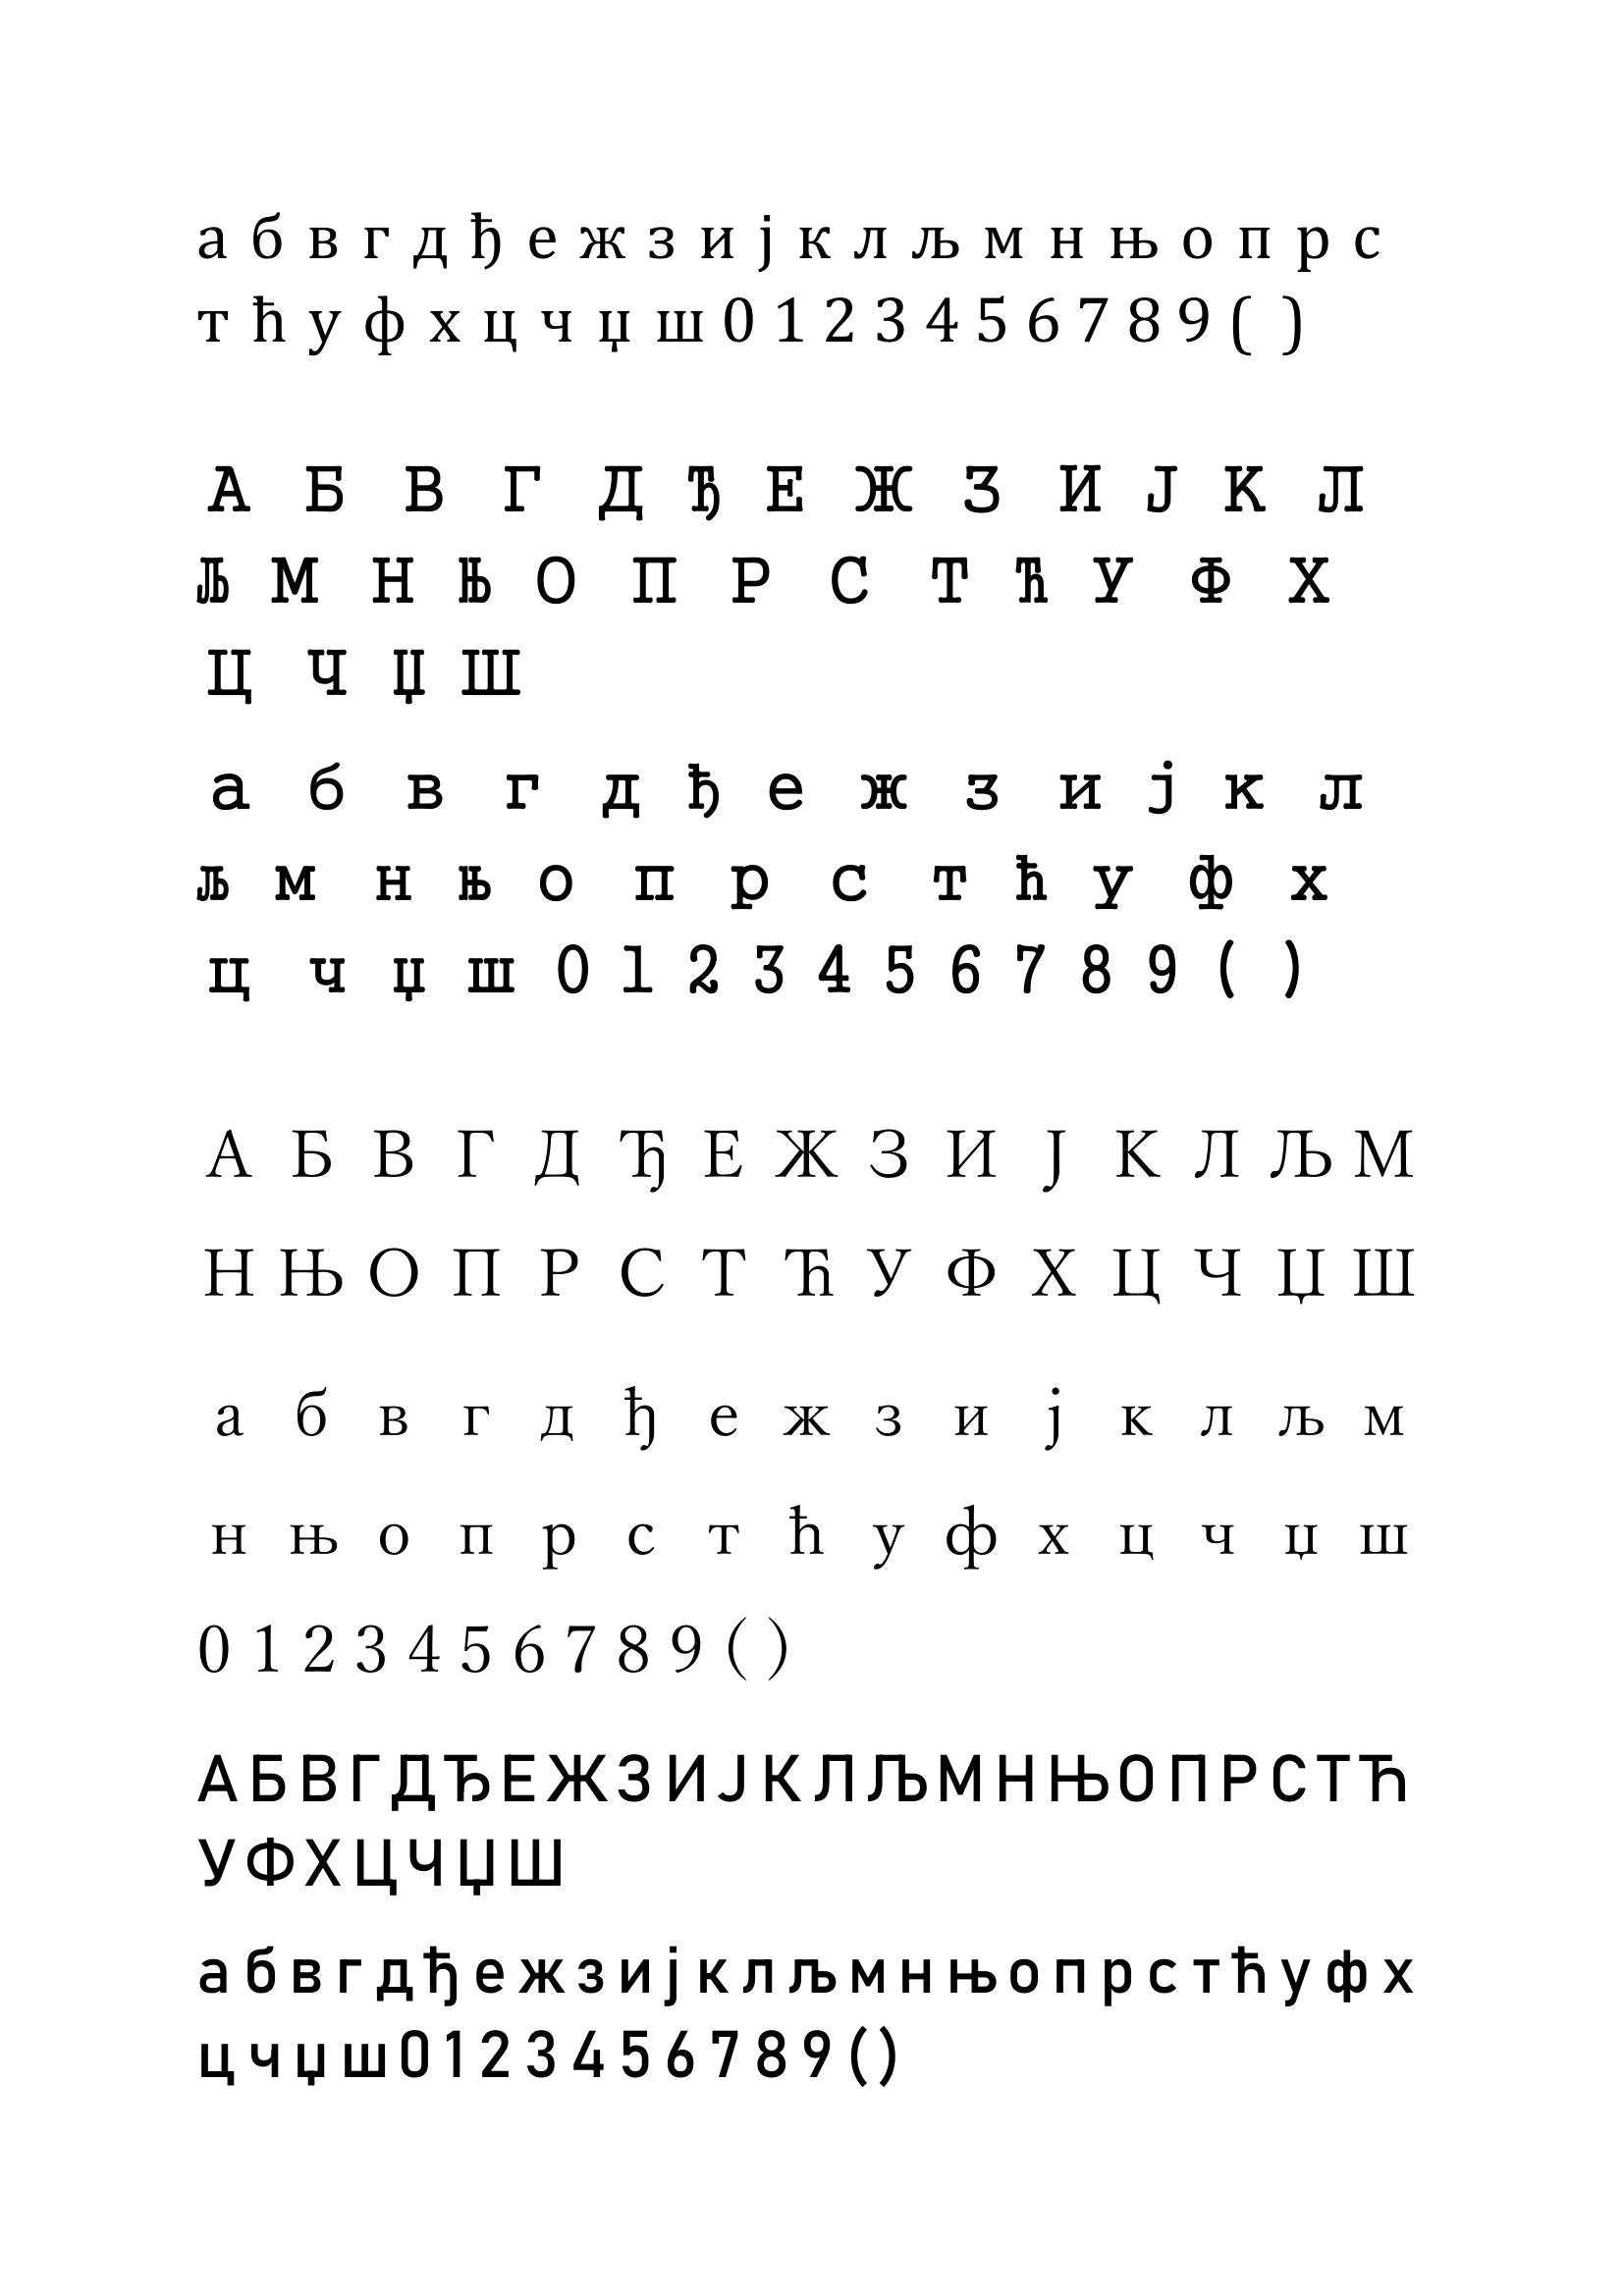 а б в г д ђ е ж з и ј к л љ м н њ о п р с
т ћ у ф х ц ч џ ш 0 1 2 3 4 5 6 7 8 9 ( )
А Б В Г Д Ђ Е Ж З И Ј К Л
Љ М Н Њ О П Р С Т Ћ У Ф Х
Ц Ч Џ Ш
а б в г д ђ е ж з и ј к л
љ м н њ о п р с т ћ у ф х
ц ч џ ш 0 1 2 3 4 5 6 7 8 9 ( )
А Б В Г Д Ђ Е Ж З И Ј К Л Љ М
Н Њ О П Р С Т Ћ У Ф Х Ц Ч Џ Ш
а б в г д ђ е ж з и ј к л љ м
н њ о п р с т ћ у ф х ц ч џ ш
0 1 2 3 4 5 6 7 8 9 ( )
А Б В Г Д Ђ Е Ж З И Ј К Л Љ М Н Њ О П Р С Т Ћ
У Ф Х Ц Ч Џ Ш
а б в г д ђ е ж з и ј к л љ м н њ о п р с т ћ у ф х
ц ч џ ш 0 1 2 3 4 5 6 7 8 9 ( )